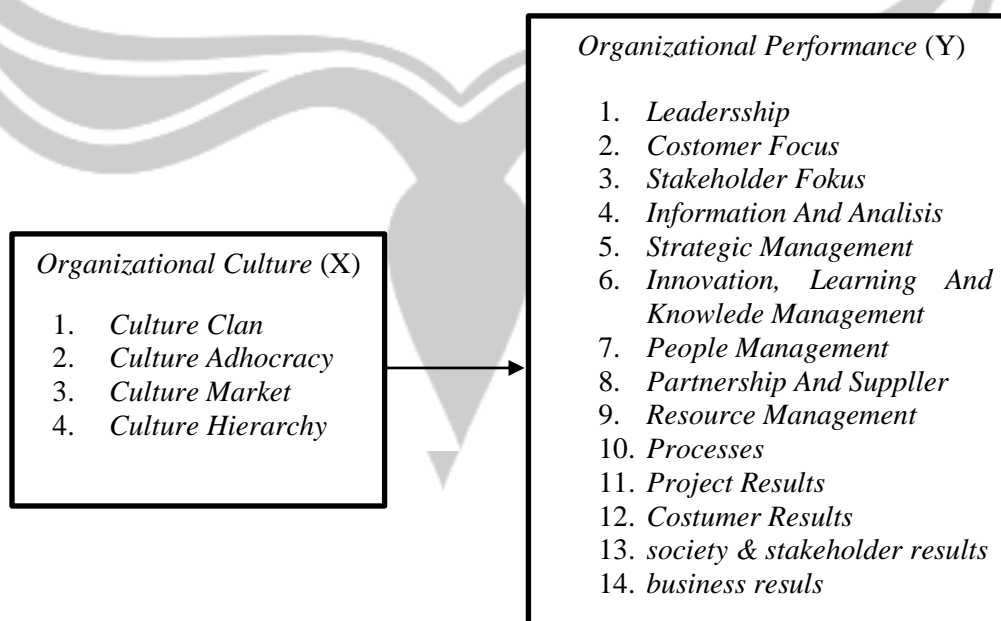 Organizational Culture (X)
1. Culture Clan
2. Culture Adhocracy
3. Culture Market
4. Culture Hierarchy
Organizational Performance (Y)
1. Leadersship
2. Costomer Focus
3. Stakeholder Fokus
4. Information And Analisis
5. Strategic Management
6. Innovation, Learning And
Knowlede Management
7. People Management
8. Partnership And Suppller
9. Resource Management
10. Processes
11. Project Results
12. Costumer Results
13. society & stakeholder results
14. business resuls